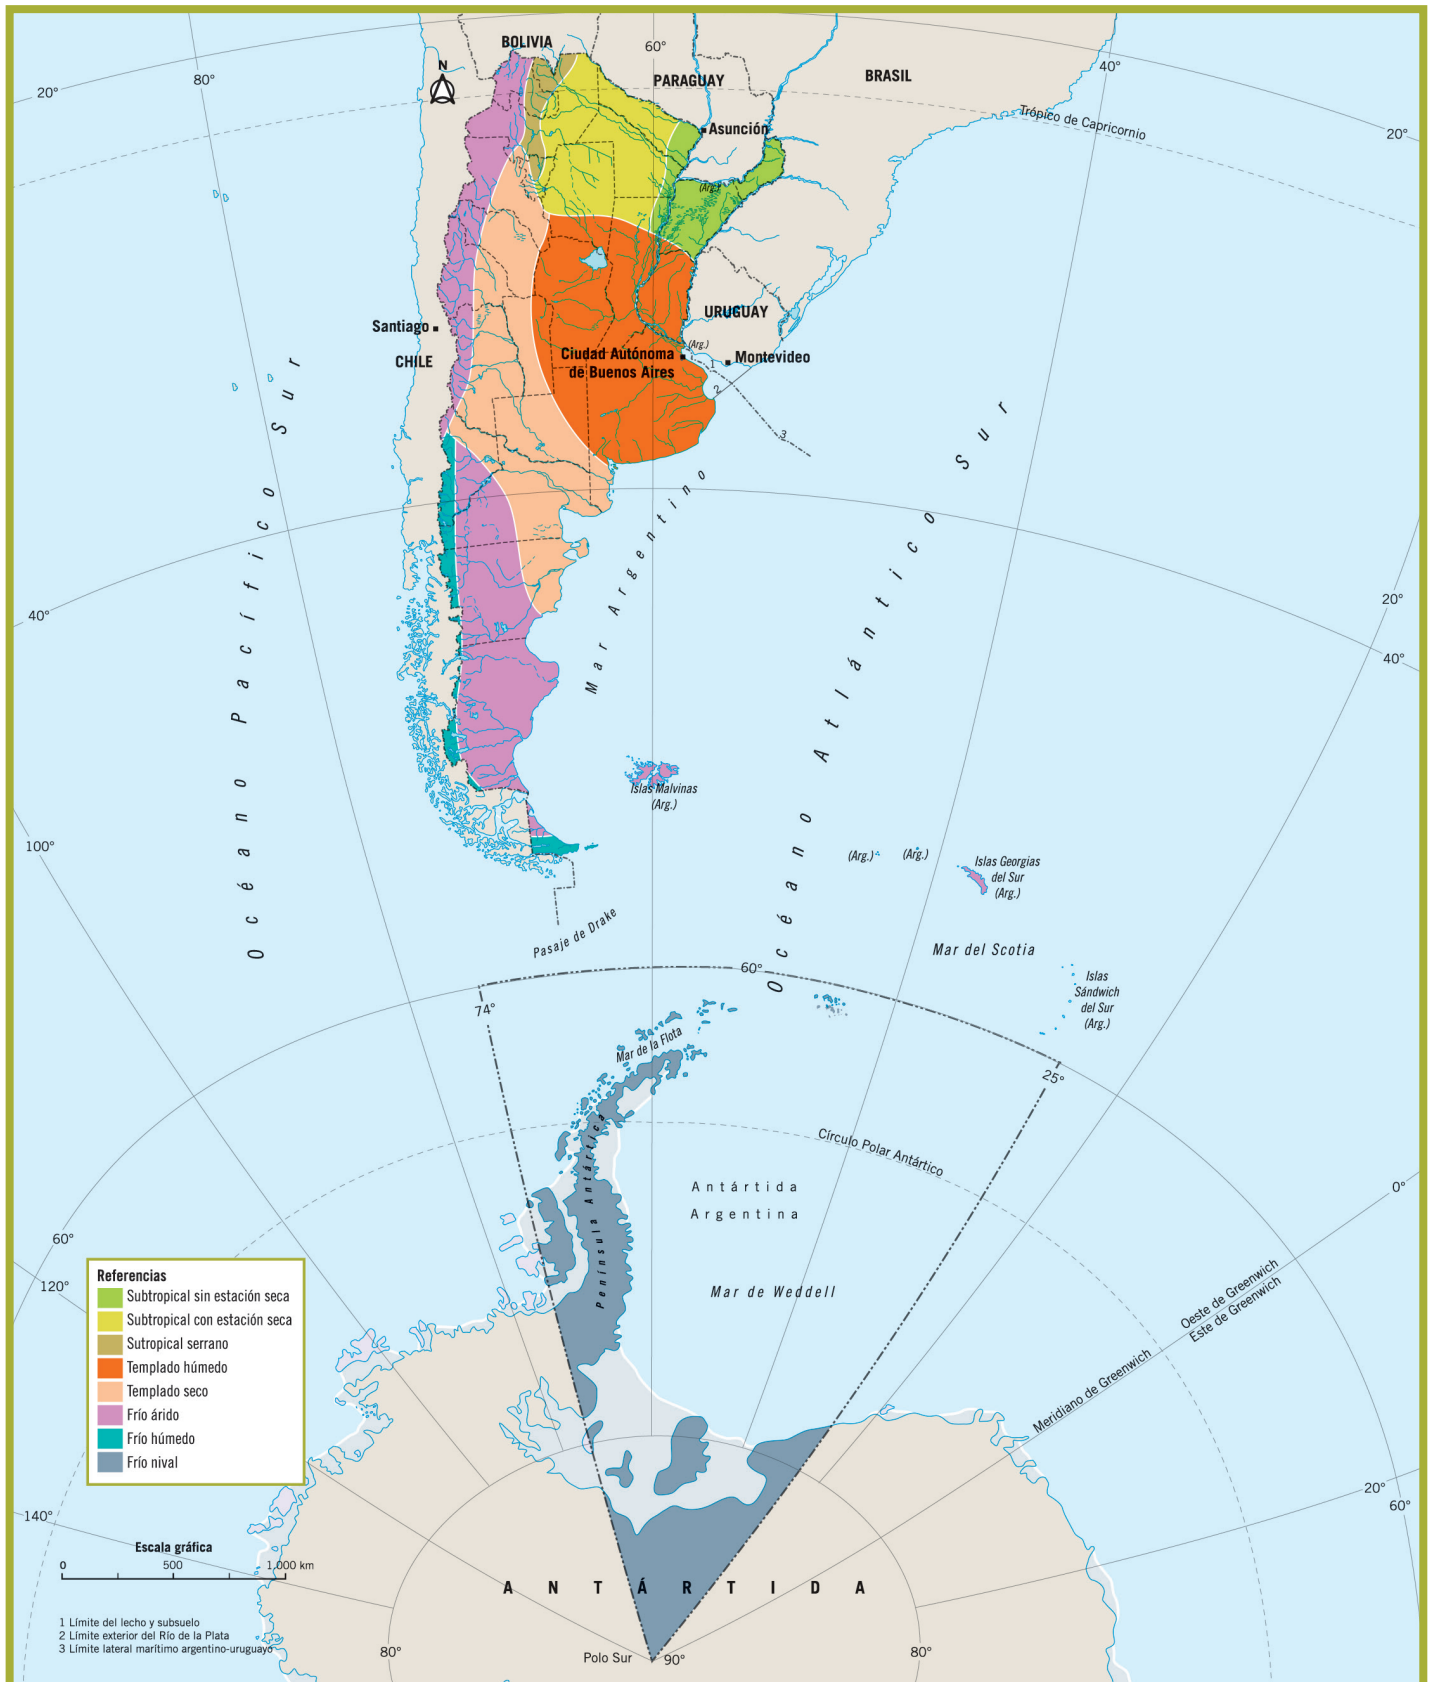 BOLIVIA
60°
PARAGUAY
BRASIL
40°
80°
20°
N
Trópico de Capricornio
20°
Asunción
(Arg.)
URUGUAY
Santiago
CHILE
(Arg.)
Ciudad Autónoma
de Buenos Aires
1
Montevideo
2
3
Océano Pacífico Sur
Océano Atlántico Sur
Mar Argentino
40°
20°
40°
Islas Malvinas
(Arg.)
100°
(Arg.)
(Arg.)
Islas Georgias
del Sur
(Arg.)
Pasaje de Drake
Mar del Scotia
60°
Islas
Sándwich
del Sur
(Arg.)
74°
Mar de la Flota
25°
Círculo Polar Antártico
Península Antártica
Antártida
Argentina
0°
60°
120°
Mar de Weddell
Oeste de Greenwich
Este de Greenwich
Meridiano de Greenwich
Referencias
Subtropical sin estación seca
Subtropical con estación seca
Sutropical serrano
Templado húmedo
Templado seco
Frío árido
Frío húmedo
Frío nival
140°
20°
60°
Escala gráfica
0 500 1.000 km
ANTÁRTIDA
1 Límite del lecho y subsuelo
2 Límite exterior del Río de la Plata
3 Límite lateral marítimo argentino-uruguayo
80°
Polo Sur
90°
80°